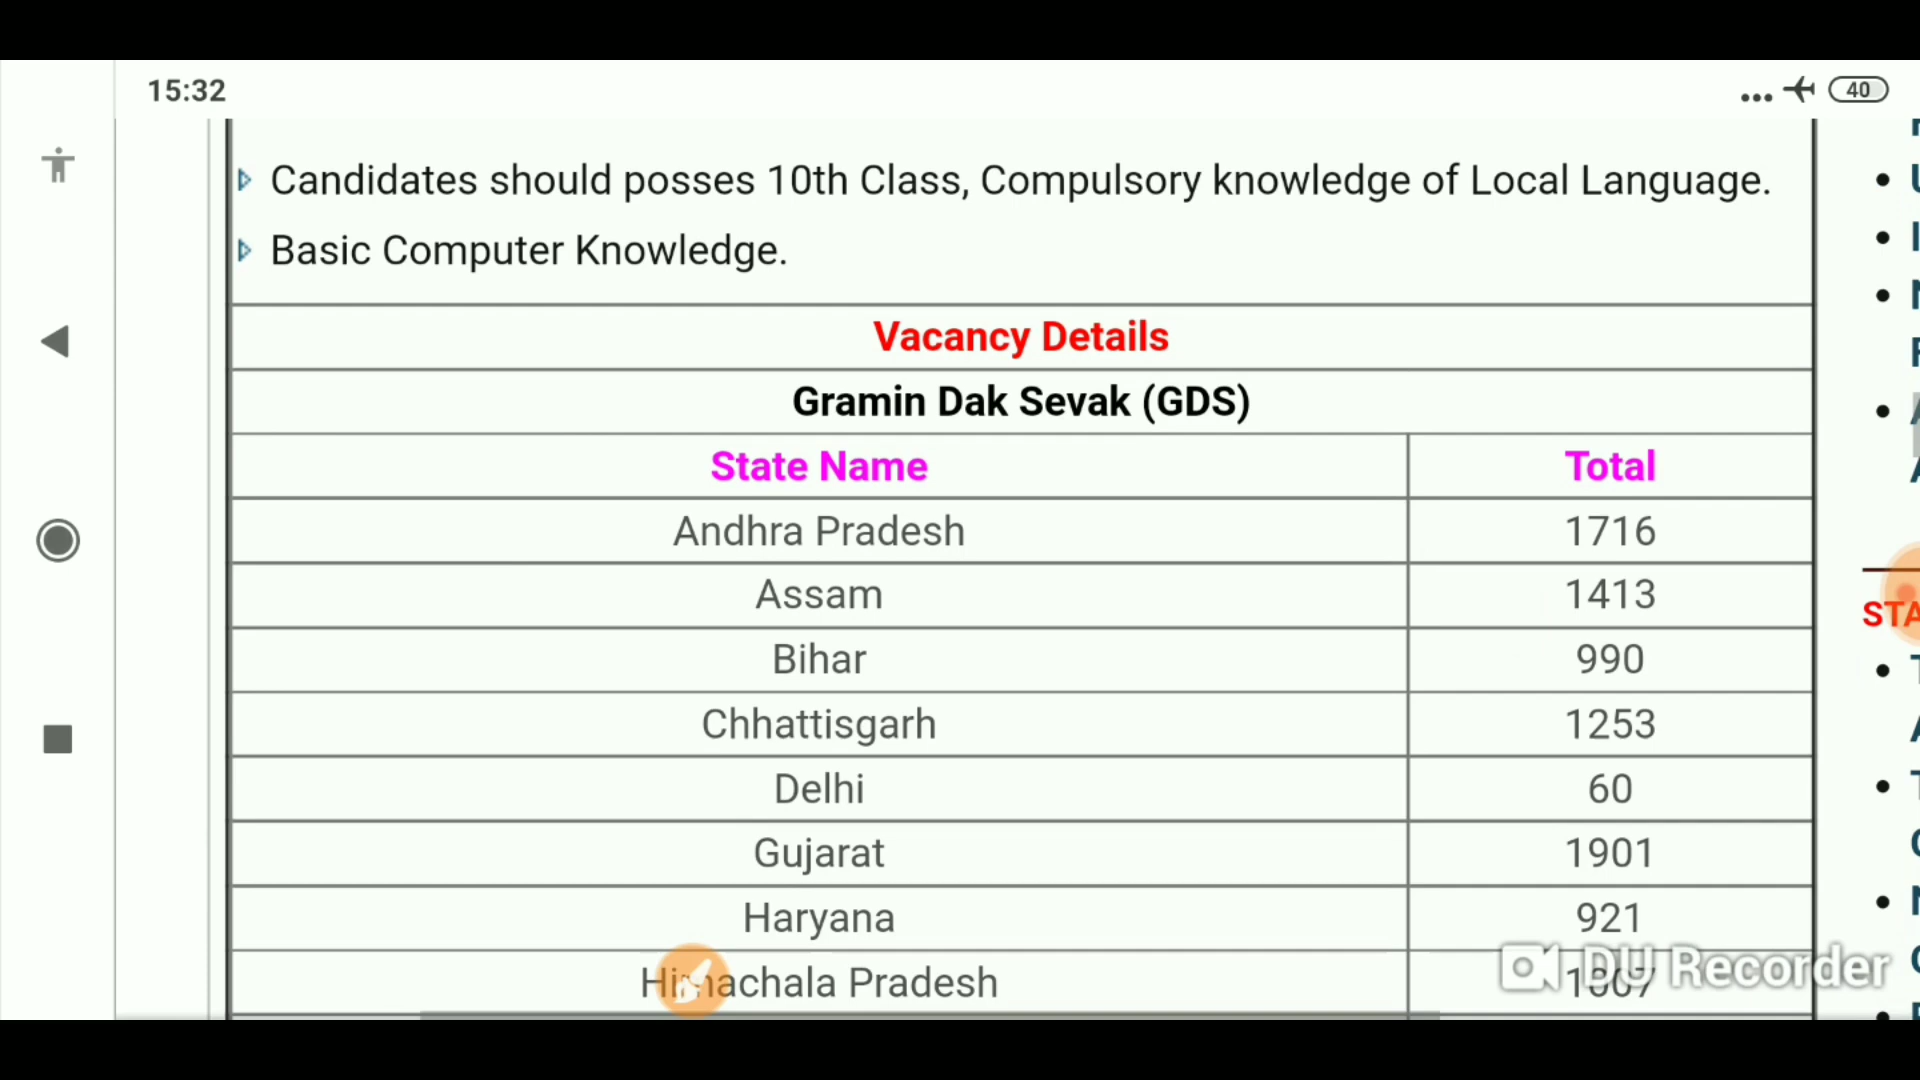 15:32
40
Candidates should posses 10th Class, Compulsory knowledge of Local Language.
Basic Computer Knowledge.
Vacancy Details
Gramin Dak Sevak (GDS)
State Name Total
Andhra Pradesh 1716
Assam 1413
Bihar 990
Chhattisgarh 1253
Delhi 60
Gujarat 1901
Haryana 921
Himachala Pradesh
DU Recorder